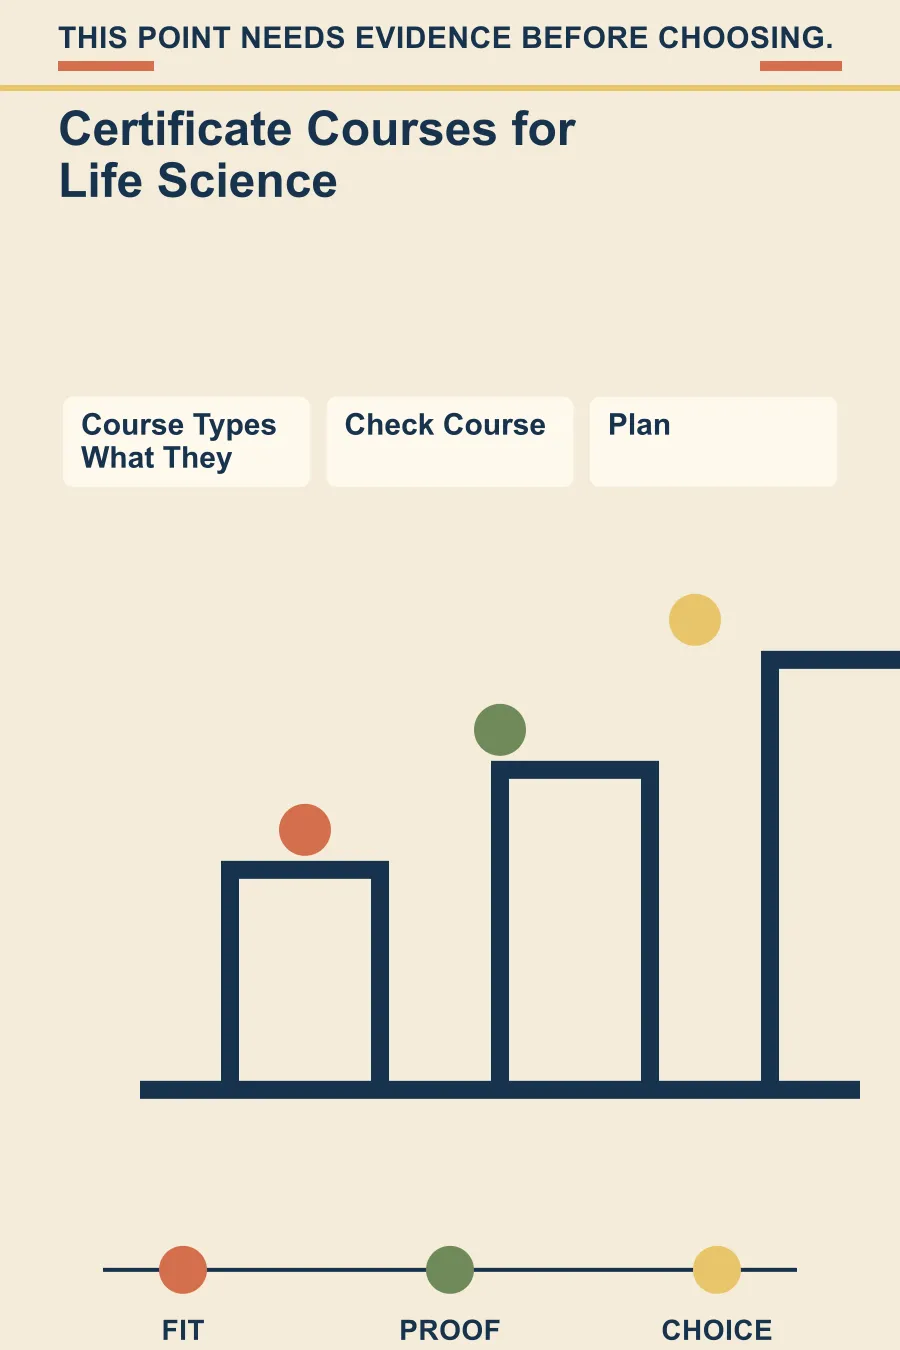 THIS POINT NEEDS EVIDENCE BEFORE CHOOSING.
Certificate Courses for
Life Science
Course Types
What They
Check Course
Plan
FIT
PROOF
CHOICE